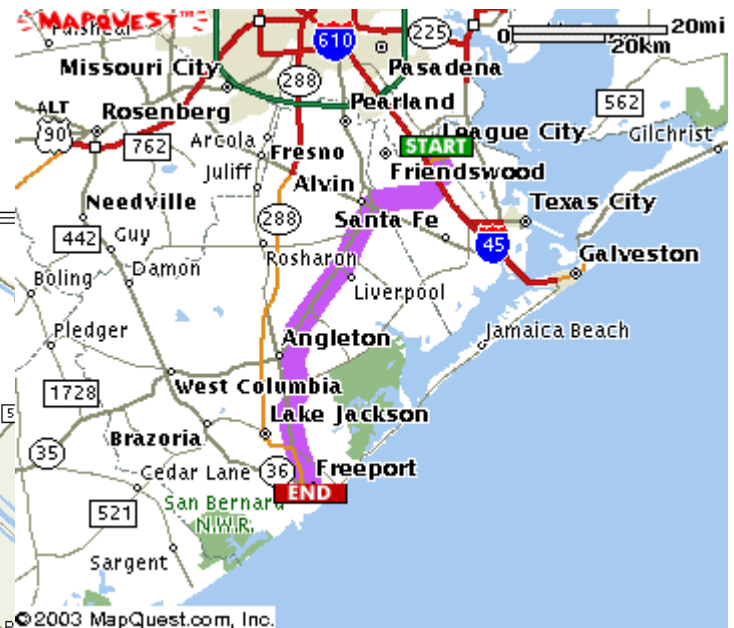 MAPQUEST™
Palsheaf
610
225
0
20mi
20km
Missouri City
288
Pasadena
ALT
90
Rosenberg
Pearland
562
762
Arcola
League City
Gilchrist
START
Fresno
Juliff
Friendswood
Alvin
Needville
Texas City
288
Santa Fe
442
Guy
45
Rosharon
Galveston
Damon
Boling
Liverpool
Pledger
Angleton
Jamaica Beach
West Columbia
1728
Lake Jackson
Brazoria
35
Cedar Lane
36
Freeport
END
San Bernard
N.W.R.
521
Sargent
©2003 MapQuest.com, Inc.